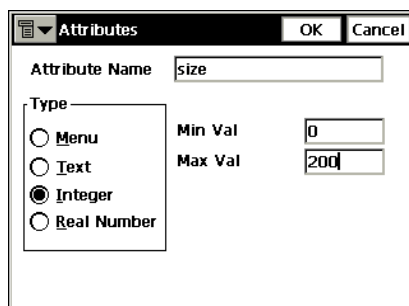 Attributes OK Cancel
Attribute Name size
Type
Menu
Text
Integer
Real Number
Min Val 0
Max Val 200